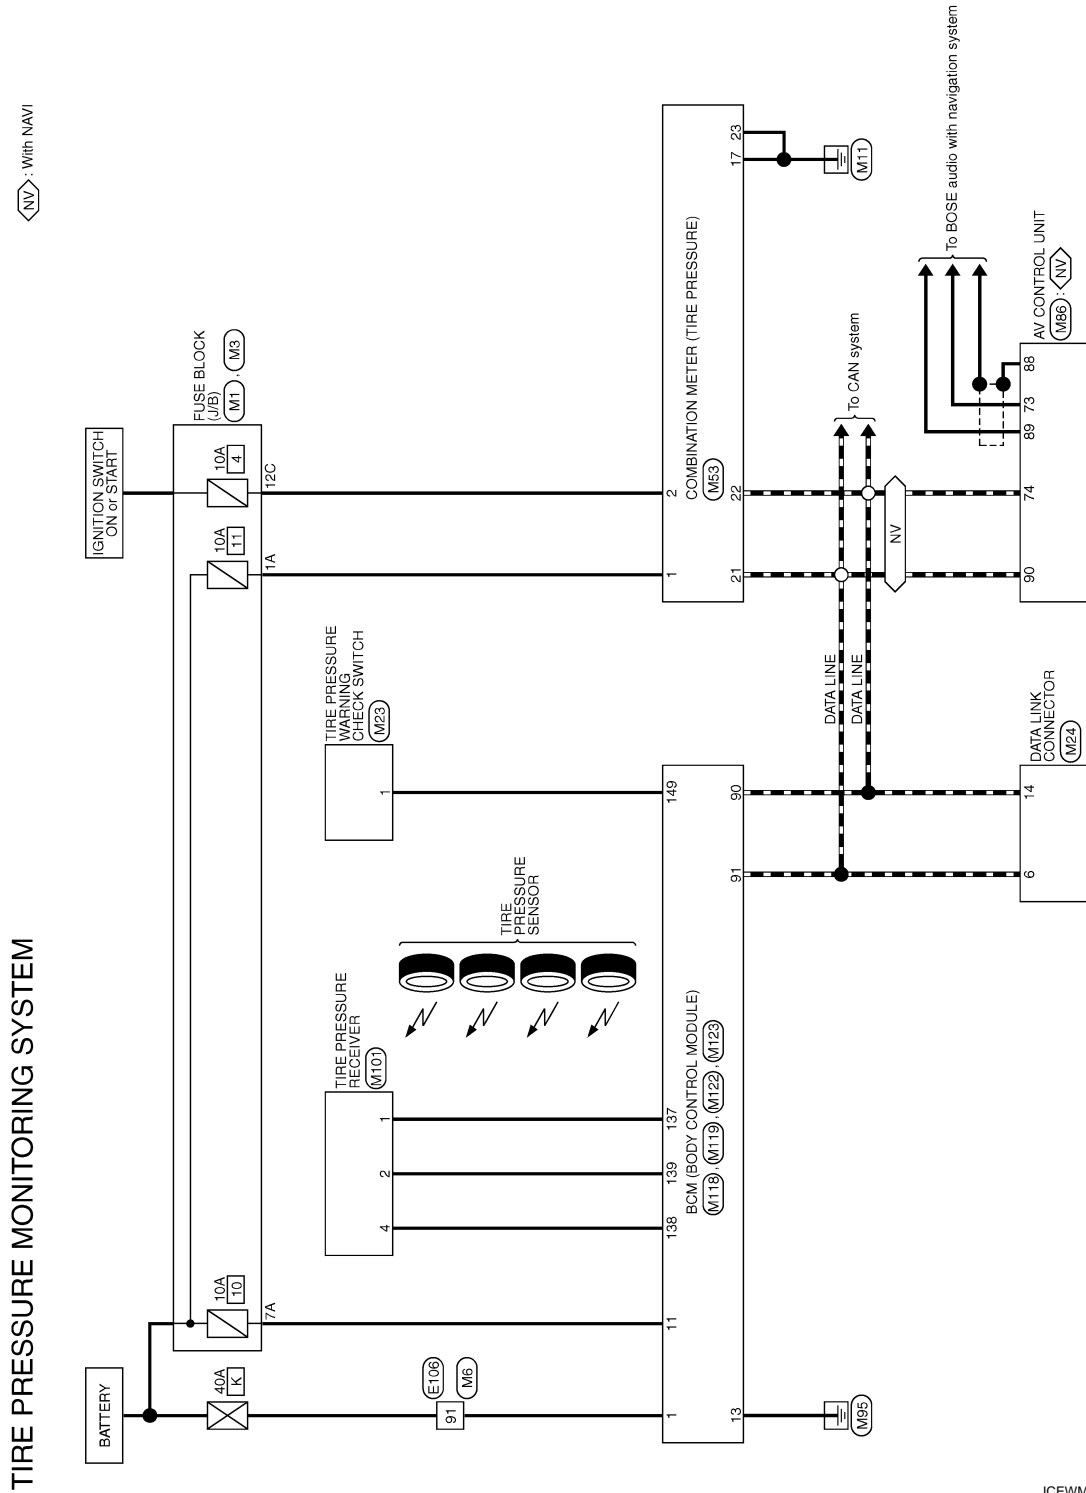 TIRE PRESSURE MONITORING SYSTEM
NV : With NAVI
BATTERY
IGNITION SWITCH
ON or START
40A
K
10A
10
10A
11
10A
4
FUSE BLOCK
(J/B)
M1 , M3
7A
1A
12C
E106
M6
91
TIRE PRESSURE
RECEIVER
M101
4
2
1
TIRE
PRESSURE
SENSOR
TIRE PRESSURE
WARNING
CHECK SWITCH
M23
1
1
11
138
139
137
149
BCM (BODY CONTROL MODULE)
M118 , M119 , M122 , M123
13
91
90
1
2
COMBINATION METER (TIRE PRESSURE)
M53
21
22
17
23
M95
M11
DATA LINE
DATA LINE
To CAN system
NV
To BOSE audio with navigation system
6
14
DATA LINK
CONNECTOR
M24
90
74
89
73
88
AV CONTROL UNIT
M86 : NV